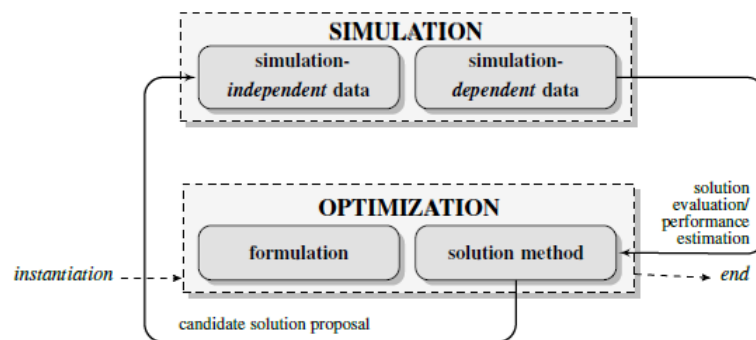 SIMULATION
simulation-
independent data
simulation-
dependent data
solution
evaluation/
performance
estimation
OPTIMIZATION
formulation
solution method
instantiation
end
candidate solution proposal